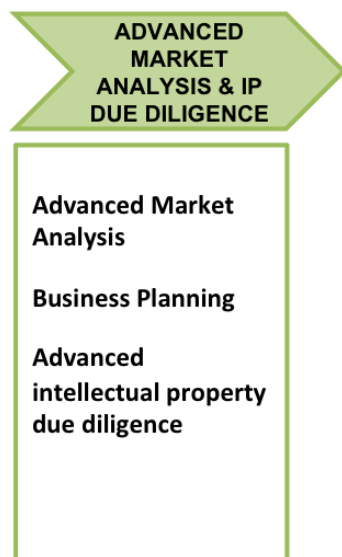 ADVANCED
MARKET
ANALYSIS & IP
DUE DILIGENCE
Advanced Market
Analysis
Business Planning
Advanced
intellectual property
due diligence